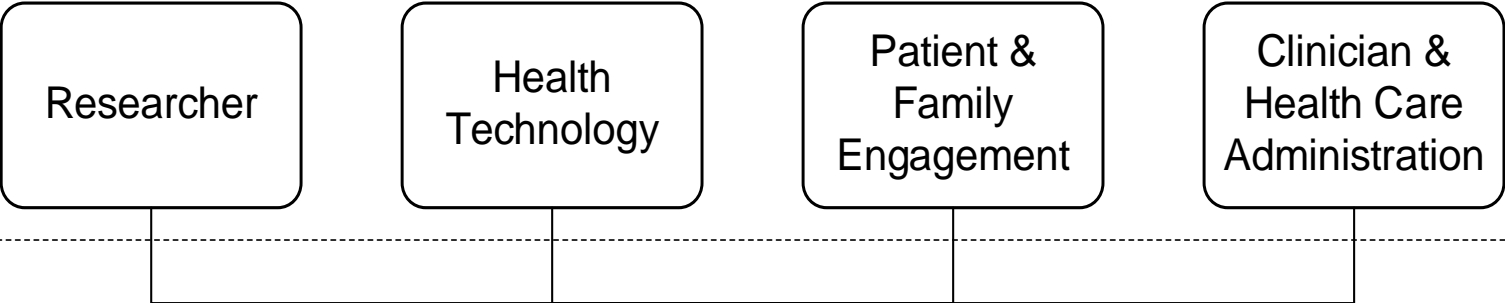 Researcher
Health
Technology
Patient &
Family
Engagement
Clinician &
Health Care
Administration